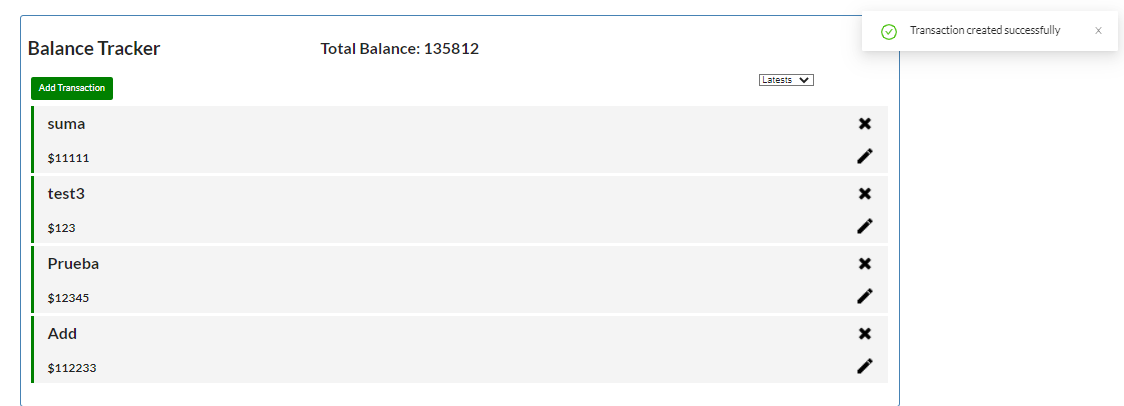 Transaction created successfully
Balance Tracker
Total Balance: 135812
Add Transaction
Latests
suma
$11111
test3
$123
Prueba
$12345
Add
$112233